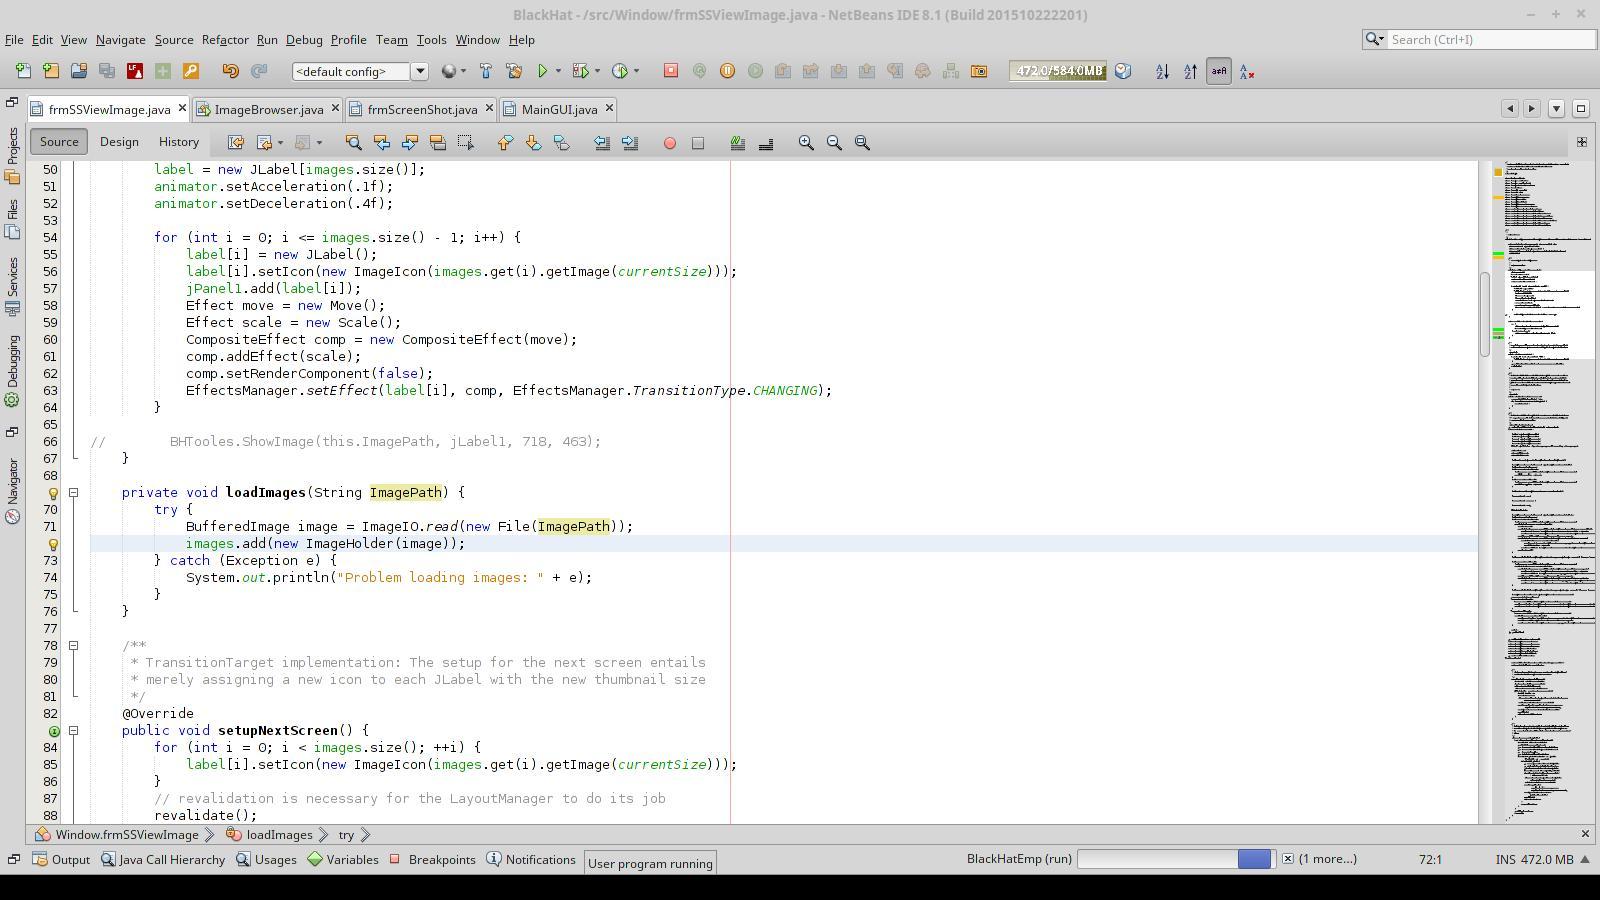 BlackHat - /src/Window/frmSSViewImage.java - NetBeans IDE 8.1 (Build 201510222201)
File Edit View Navigate Source Refactor Run Debug Profile Team Tools Window Help
Search (Ctrl+I)
<default config>
472.0/584.0MB
frmSSViewImage.java ImageBrowser.java frmScreenShot.java MainGUI.java
Source Design History
Projects
Files
Services
Debugging
Navigator
50 label = new JLabel[images.size()];
51 animator.setAcceleration(.1f);
52 animator.setDeceleration(.4f);
53
54 for (int i = 0; i <= images.size() - 1; i++) {
55 label[i] = new JLabel();
56 label[i].setIcon(new ImageIcon(images.get(i).getImage(currentSize)));
57 jPanel1.add(label[i]);
58 Effect move = new Move();
59 Effect scale = new Scale();
60 CompositeEffect comp = new CompositeEffect(move);
61 comp.addEffect(scale);
62 comp.setRenderComponent(false);
63 EffectsManager.setEffect(label[i], comp, EffectsManager.TransitionType.CHANGING);
64 }
65
66 // BHTooles.ShowImage(this.ImagePath, jLabel1, 718, 463);
67 }
68
private void loadImages(String ImagePath) {
70 try {
71 BufferedImage image = ImageIO.read(new File(ImagePath));
images.add(new ImageHolder(image));
73 } catch (Exception e) {
74 System.out.println("Problem loading images: " + e);
75 }
76 }
77
78 /**
79 * TransitionTarget implementation: The setup for the next screen entails
80 * merely assigning a new icon to each JLabel with the new thumbnail size
81 */
82 @Override
public void setupNextScreen() {
84 for (int i = 0; i < images.size(); ++i) {
85 label[i].setIcon(new ImageIcon(images.get(i).getImage(currentSize)));
86 }
87 // revalidation is necessary for the LayoutManager to do its job
88 revalidate();
Window.frmSSViewImage loadImages try
Output Java Call Hierarchy Usages Variables Breakpoints Notifications User program running BlackHatEmp (run) (1 more...) 72:1 INS 472.0 MB